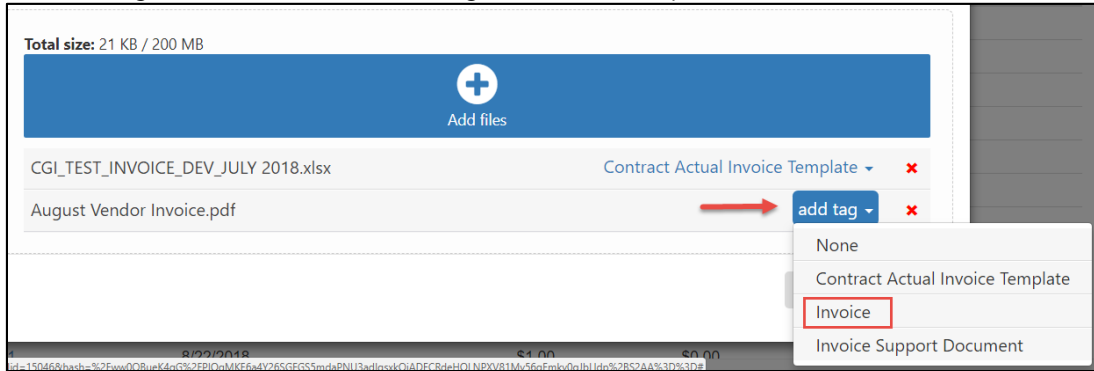 Total size: 21 KB / 200 MB
Add files
CGI_TEST_INVOICE_DEV_JULY 2018.xlsx Contract Actual Invoice Template
August Vendor Invoice.pdf add tag
None
Contract Actual Invoice Template
Invoice
Invoice Support Document
8/22/2018 $1.00 $0.00